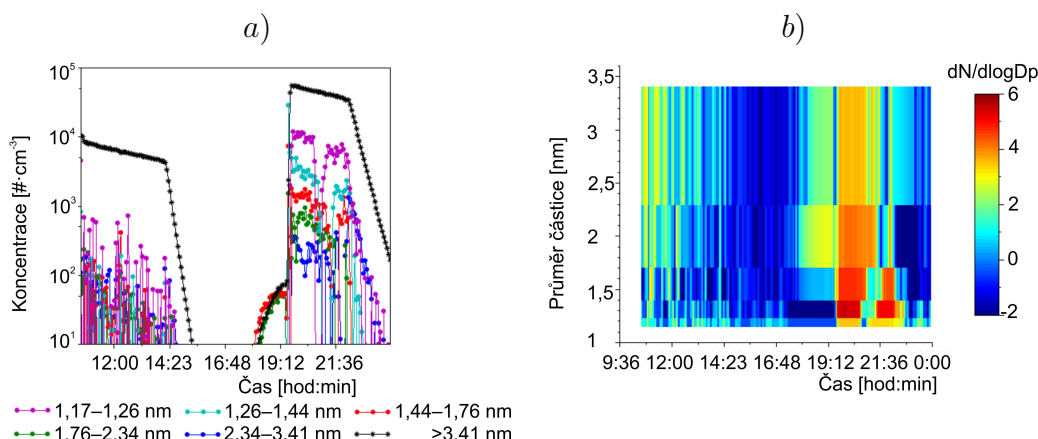 a)
Koncentrace [#·cm⁻³]
10⁵
10⁴
10³
10²
10¹
12:00 14:23 16:48 19:12 21:36
Čas [hod:min]
1,17–1,26 nm 1,26–1,44 nm 1,44–1,76 nm
1,76–2,34 nm 2,34–3,41 nm >3,41 nm
b)
Průměr částice [nm]
3,5
3
2,5
2
1,5
1
9:36 12:00 14:23 16:48 19:12 21:36 0:00
Čas [hod:min]
dN/dlogDp
6
4
2
0
-2